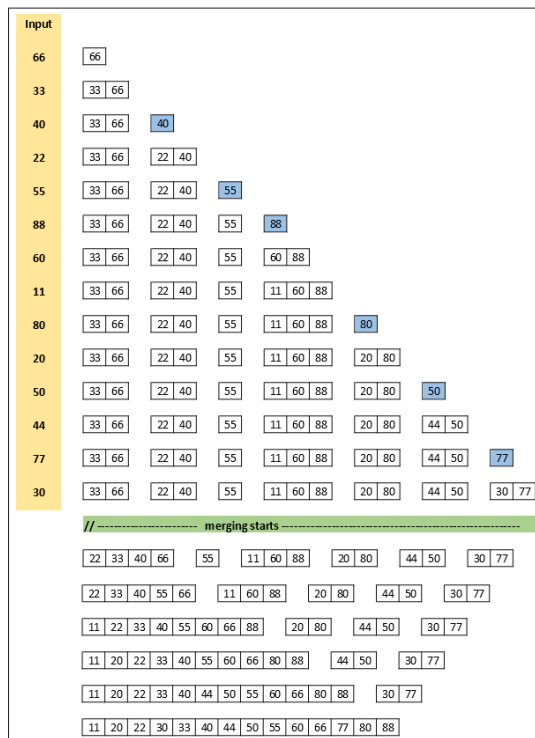 Input
66 66
33 33 66
40 33 66 40
22 33 66 22 40
55 33 66 22 40 55
88 33 66 22 40 55 88
60 33 66 22 40 55 60 88
11 33 66 22 40 55 11 60 88
80 33 66 22 40 55 11 60 88 80
20 33 66 22 40 55 11 60 88 20 80
50 33 66 22 40 55 11 60 88 20 80 50
44 33 66 22 40 55 11 60 88 20 80 44 50
77 33 66 22 40 55 11 60 88 20 80 44 50 77
30 33 66 22 40 55 11 60 88 20 80 44 50 30 77
// ------------------------ merging starts ------------------------------------------------------------
22 33 40 66 55 11 60 88 20 80 44 50 30 77
22 33 40 55 66 11 60 88 20 80 44 50 30 77
11 22 33 40 55 60 66 88 20 80 44 50 30 77
11 20 22 33 40 55 60 66 80 88 44 50 30 77
11 20 22 33 40 44 50 55 60 66 80 88 30 77
11 20 22 30 33 40 44 50 55 60 66 77 80 88